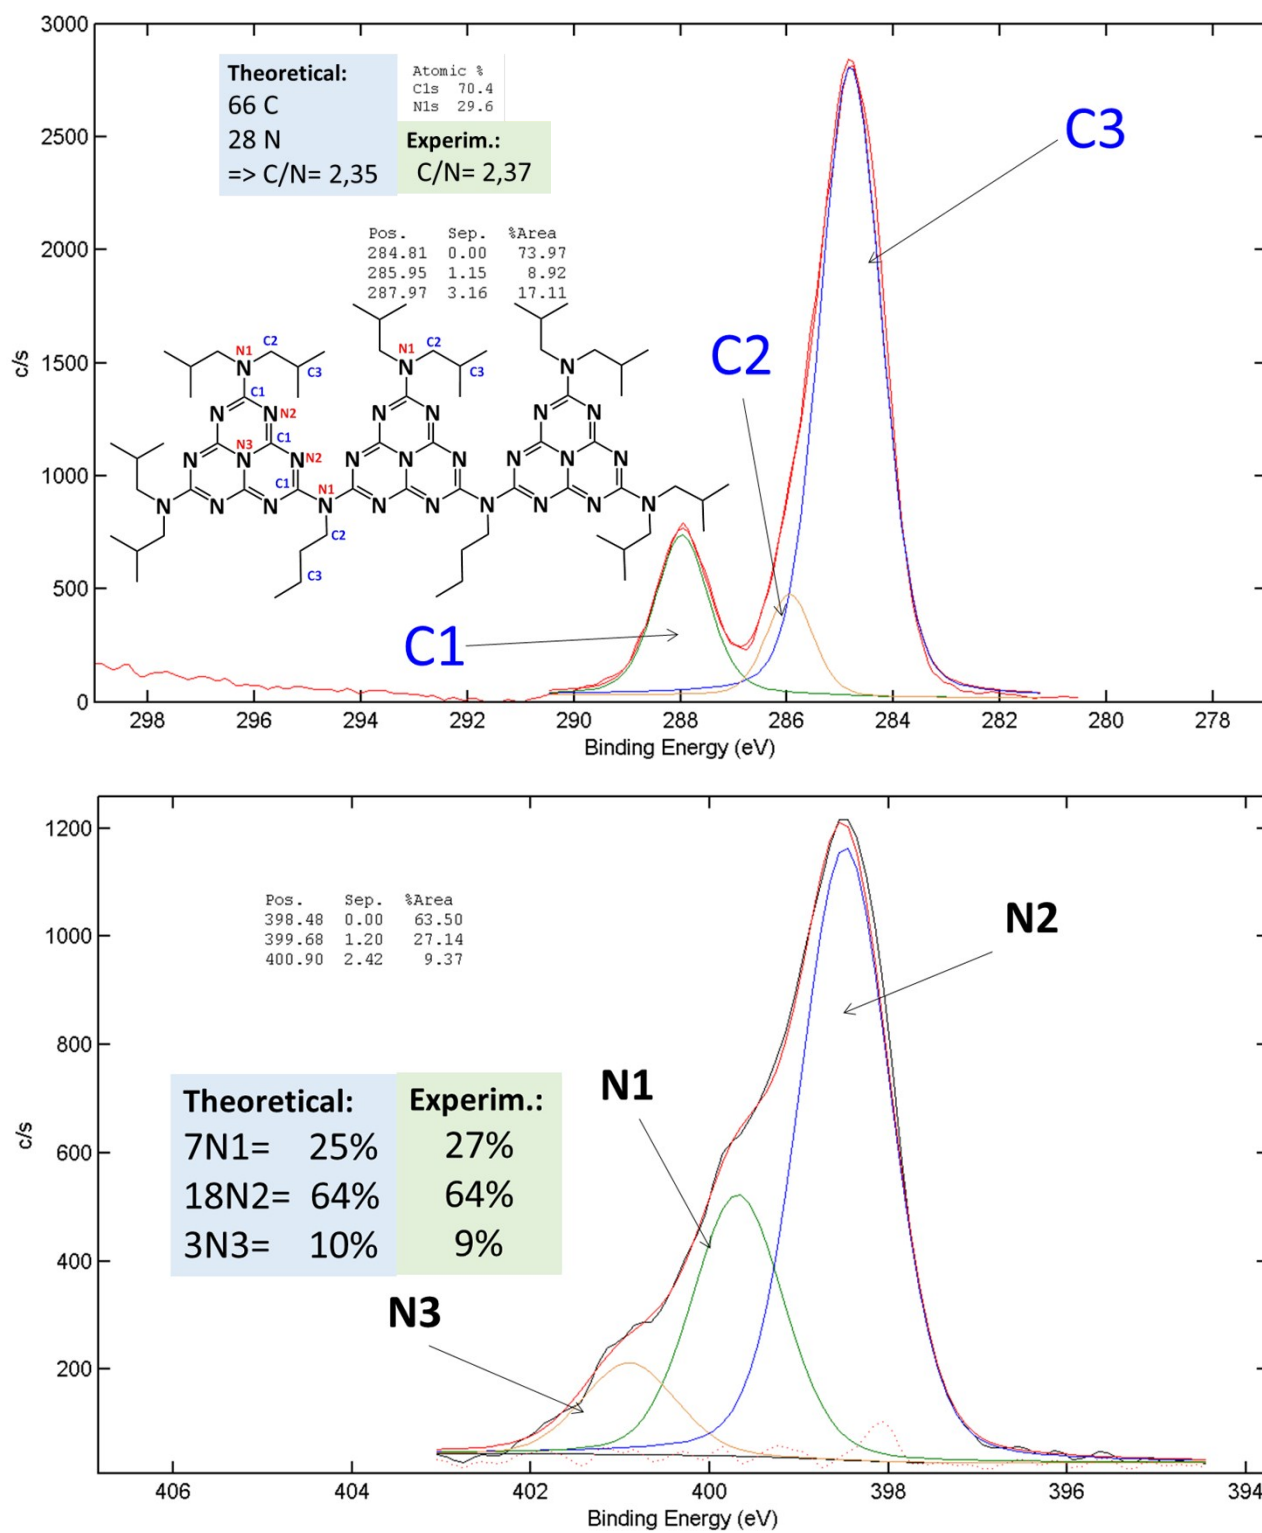 3000
2500
2000
1500
1000
500
0
c/s
Theoretical:
66 C
28 N
=> C/N= 2,35
Atomic %
C1s 70.4
N1s 29.6
Experim.:
C/N= 2,37
Pos. Sep. %Area
284.81 0.00 73.97
285.95 1.15 8.92
287.97 3.16 17.11
C3
C2
C1
N1 C2
C3
C1
N N N2
N3 C1
N N N2
C1
N N N N1
C2
C3
N1 C2
N
C3
N N
N N N
N N N
N
N N
N N N
N N N
N
298 296 294 292 290 288 286 284 282 280 278
Binding Energy (eV)
1200
1000
800
600
400
200
c/s
Pos. Sep. %Area
398.48 0.00 63.50
399.68 1.20 27.14
400.90 2.42 9.37
N2
N1
N3
Theoretical: Experim.:
7N1= 25% 27%
18N2= 64% 64%
3N3= 10% 9%
406 404 402 400 398 396 394
Binding Energy (eV)